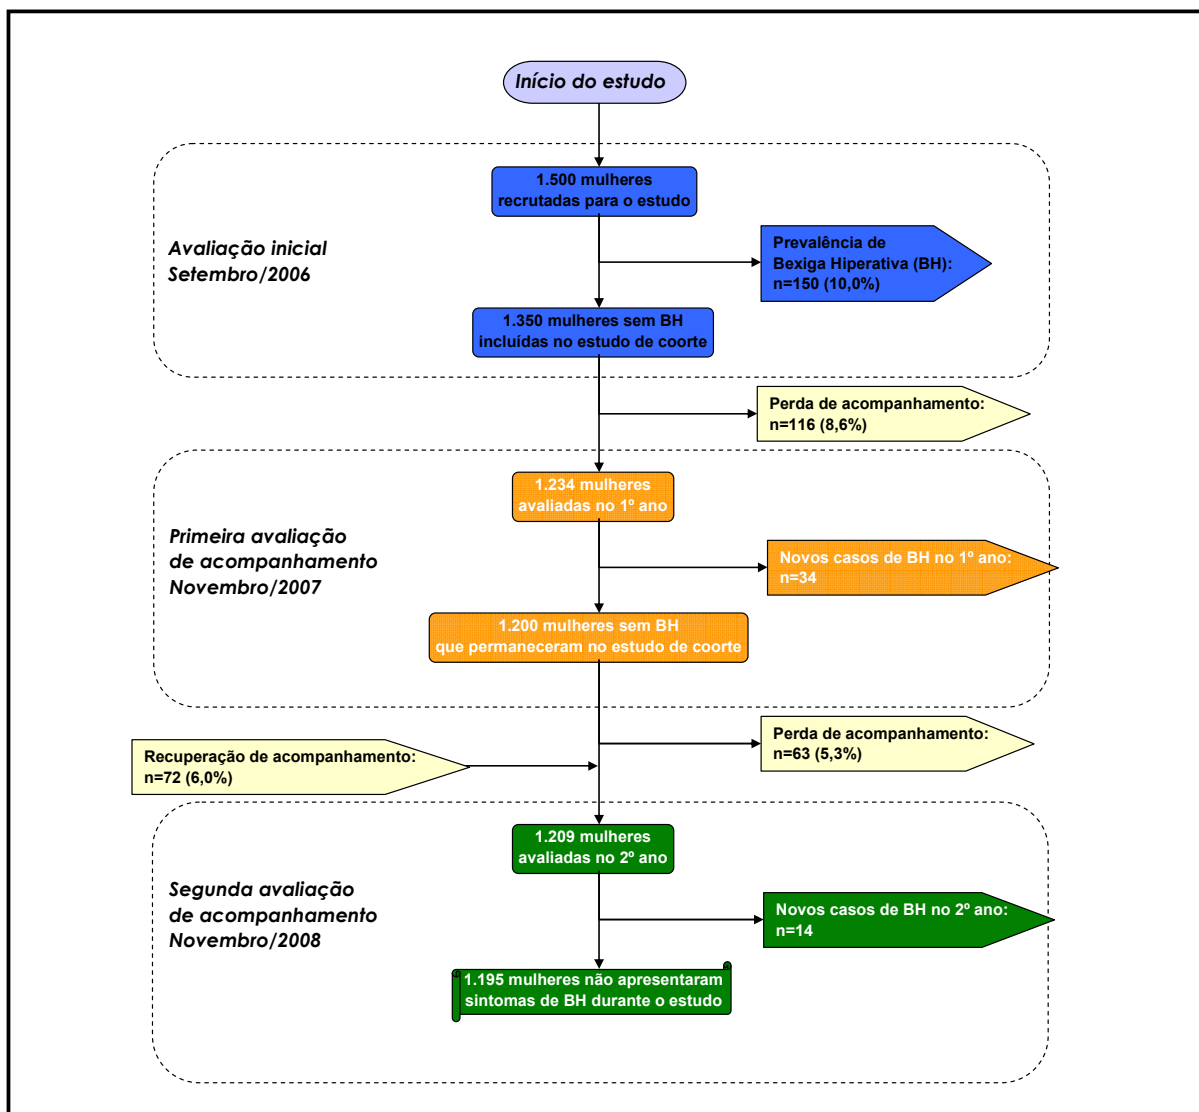 Início do estudo
1.500 mulheres
recrutadas para o estudo
Avaliação inicial
Setembro/2006
Prevalência de
Bexiga Hiperativa (BH):
n=150 (10,0%)
1.350 mulheres sem BH
incluídas no estudo de coorte
Perda de acompanhamento:
n=116 (8,6%)
1.234 mulheres
avaliadas no 1º ano
Primeira avaliação
de acompanhamento
Novembro/2007
Novos casos de BH no 1º ano:
n=34
1.200 mulheres sem BH
que permaneceram no estudo de coorte
Perda de acompanhamento:
n=63 (5,3%)
Recuperação de acompanhamento:
n=72 (6,0%)
1.209 mulheres
avaliadas no 2º ano
Segunda avaliação
de acompanhamento
Novembro/2008
Novos casos de BH no 2º ano:
n=14
1.195 mulheres não apresentaram
sintomas de BH durante o estudo